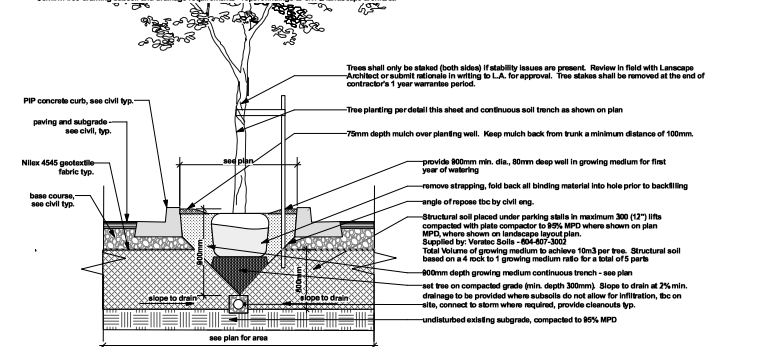 Trees shall only be staked (both sides) if stability issues are present. Review in field with Lanscape
Architect or submit rationale in writing to L.A. for approval. Tree stakes shall be removed at the end of
contractor's 1 year warrantee period.
PIP concrete curb, see civil typ.
Tree planting per detail this sheet and continuous soil trench as shown on plan
paving and subgrade -
see civil, typ.
75mm depth mulch over planting well. Keep mulch back from trunk a minimum distance of 100mm.
see plan
Nilex 4545 geotextile
fabric typ.
provide 900mm min. dia., 80mm deep well in growing medium for first
year of watering
remove strapping, fold back all binding material into hole prior to backfilling
base course,
see civil typ.
angle of repose tbc by civil eng.
Structural soil placed under parking stalls in maximum 300 (12") lifts
compacted with plate compactor to 95% MPD where shown on plan
MPD, where shown on landscape layout plan.
Supplied by: Veratec Soils - 604-607-3002
Total Volume of growing medium to achieve 10m3 per tree. Structural soil
based on a 4 rock to 1 growing medium ratio for a total of 5 parts
900mm
900mm depth growing medium continuous trench - see plan
set tree on compacted grade (min. depth 300mm). Slope to drain at 2% min.
drainage to be provided where subsoils do not allow for infiltration, tbc on
site, connect to storm where required, provide cleanouts typ.
slope to drain
slope to drain
undisturbed existing subgrade, compacted to 95% MPD
see plan for area